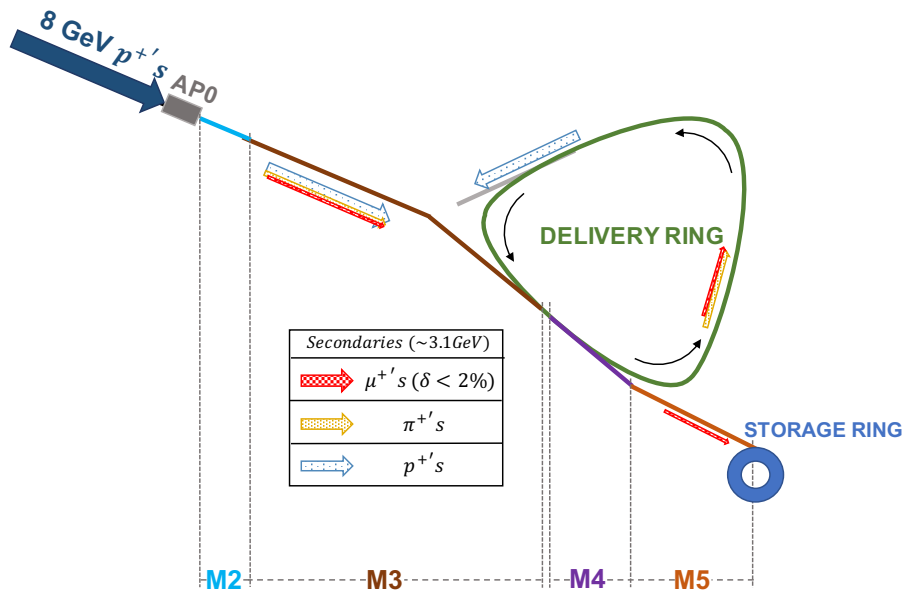 8 GeV p⁺′s
AP0
DELIVERY RING
Secondaries (~3.1GeV)
μ⁺′s (δ < 2%)
π⁺′s
p⁺′s
STORAGE RING
M2
M3
M4
M5